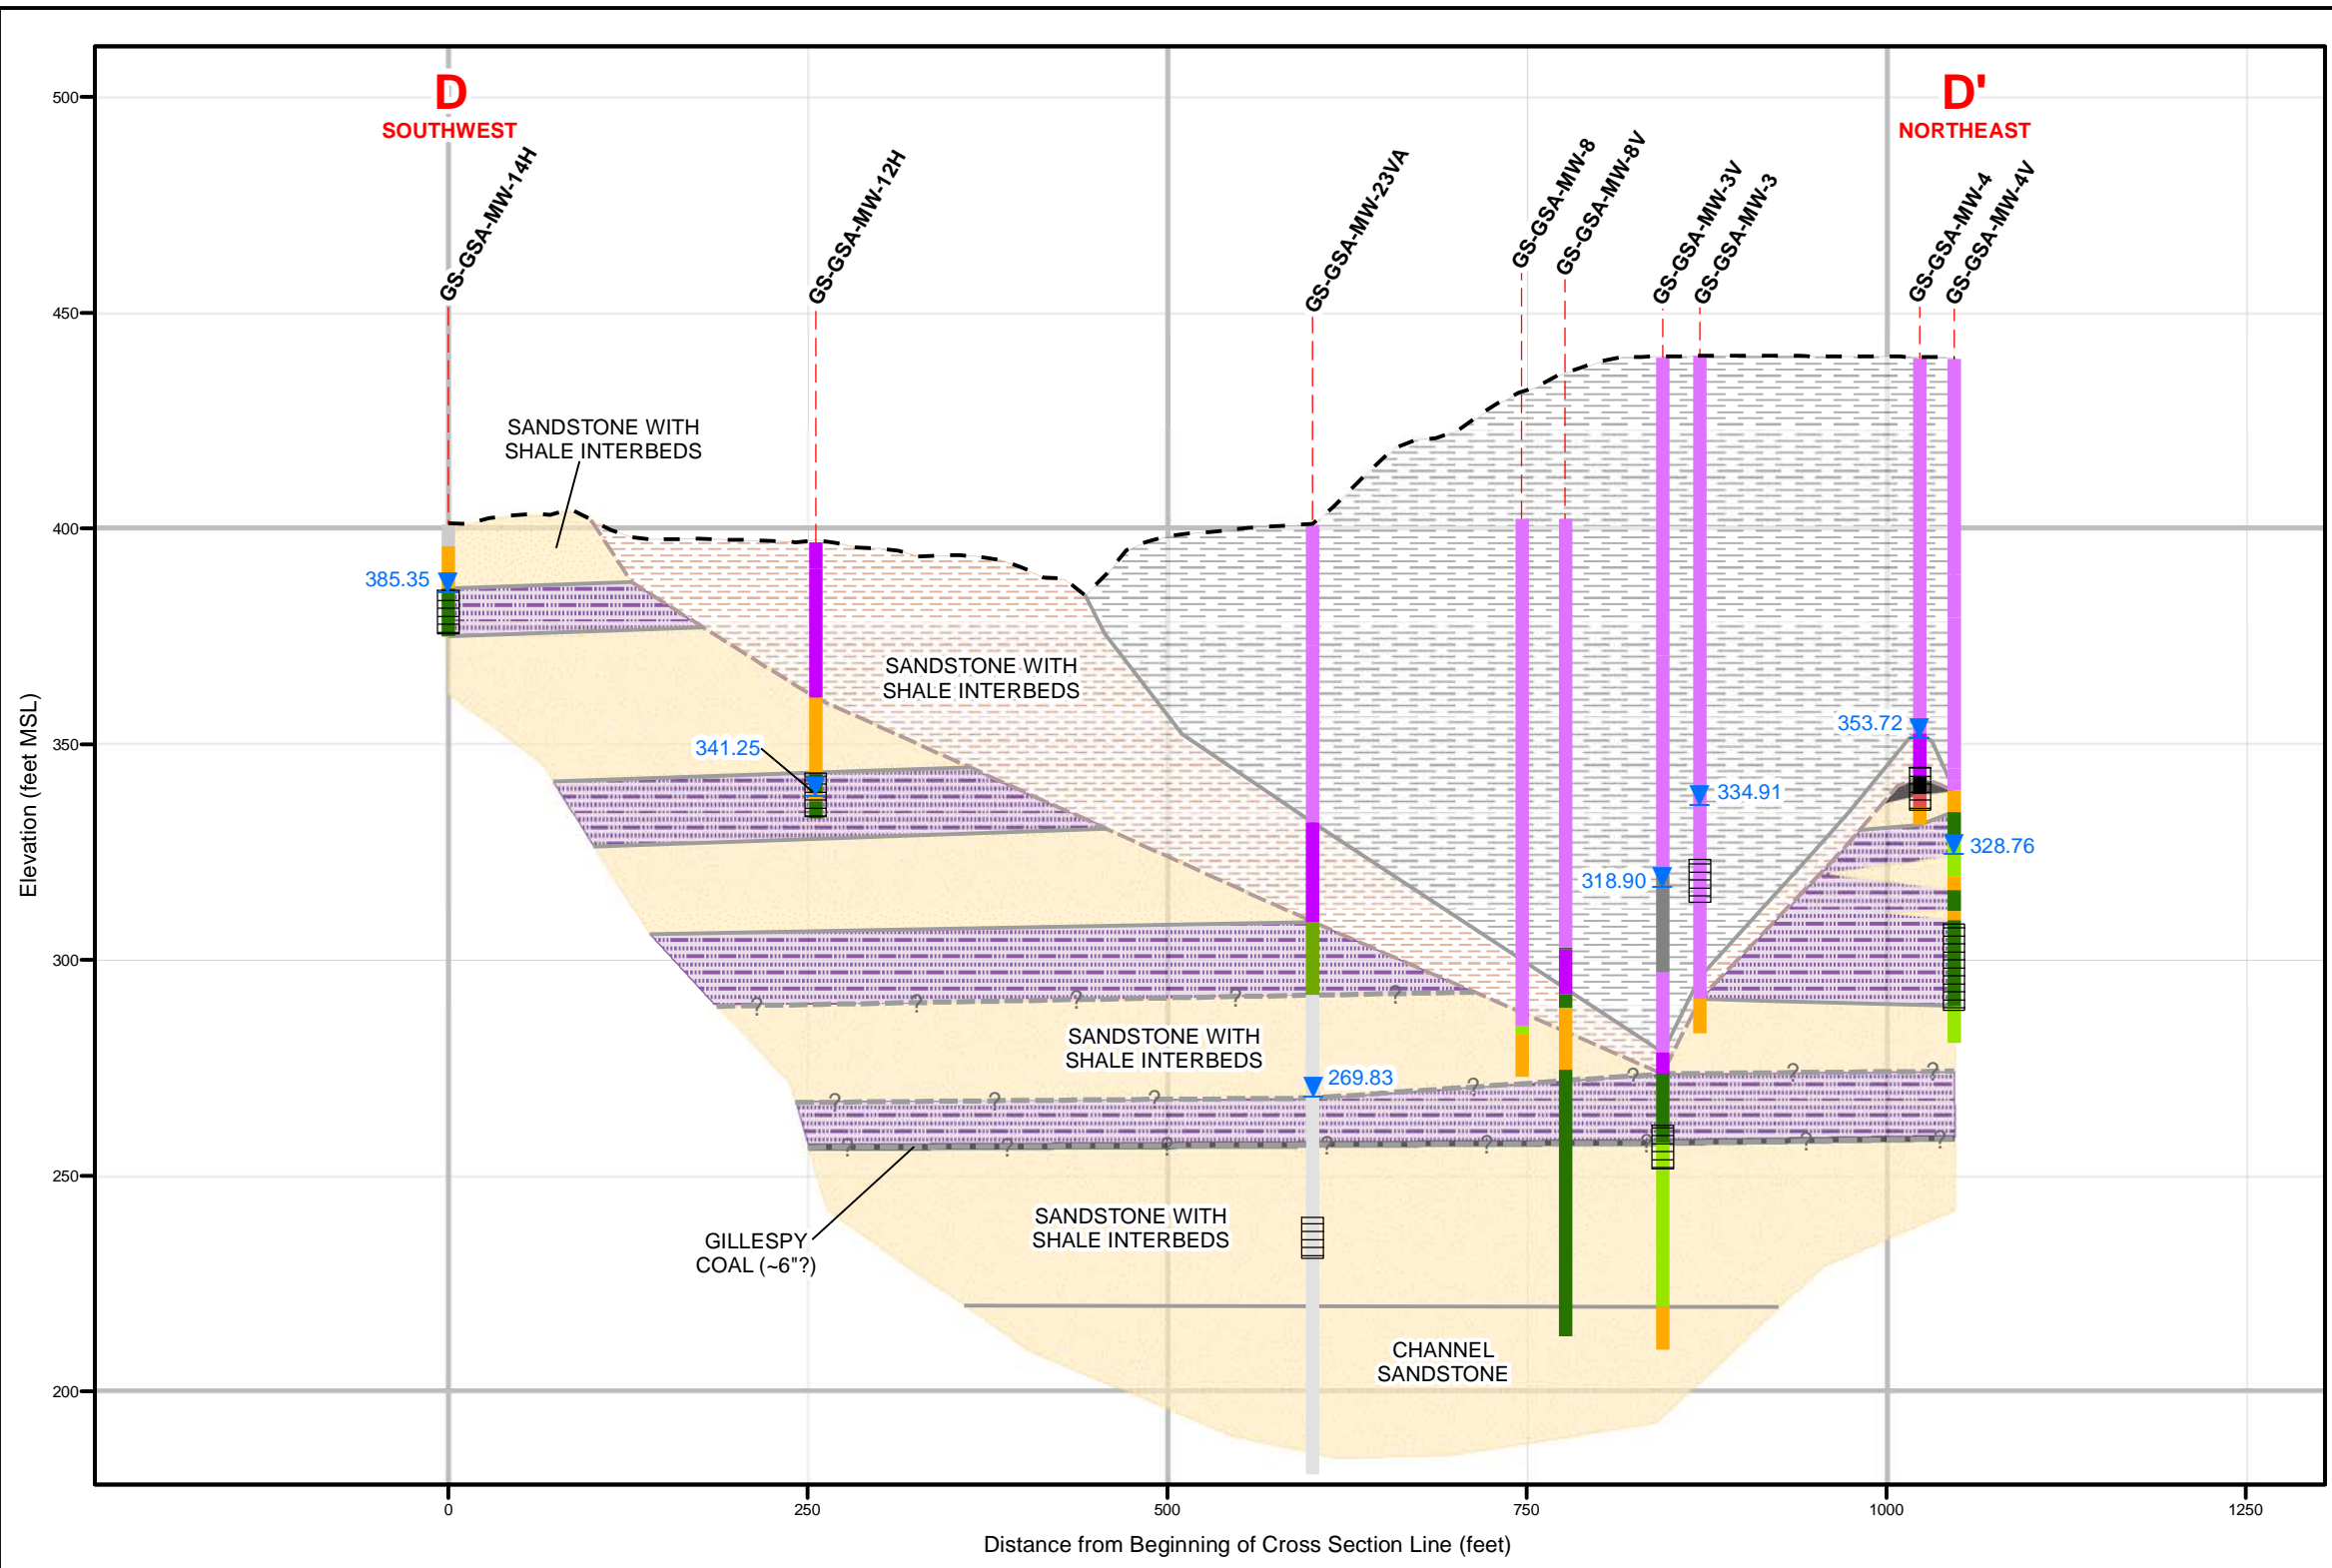 D
SOUTHWEST
D'
NORTHEAST
GS-GSA-MW-14H
GS-GSA-MW-12H
GS-GSA-MW-23VA
GS-GSA-MW-8
GS-GSA-MW-8V
GS-GSA-MW-3V
GS-GSA-MW-3
GS-GSA-MW-4
GS-GSA-MW-4V
500
450
400
350
300
250
200
Elevation (feet MSL)
SANDSTONE WITH
SHALE INTERBEDS
385.35
SANDSTONE WITH
SHALE INTERBEDS
341.25
353.72
334.91
328.76
318.90
? ? ? ? ?
SANDSTONE WITH
SHALE INTERBEDS
269.83
? ? ? ? ? ? ?
? ? ? ? ? ? ? ?
SANDSTONE WITH
SHALE INTERBEDS
GILLESPY
COAL (~6"?)
CHANNEL
SANDSTONE
0
250
500
750
1000
1250
Distance from Beginning of Cross Section Line (feet)